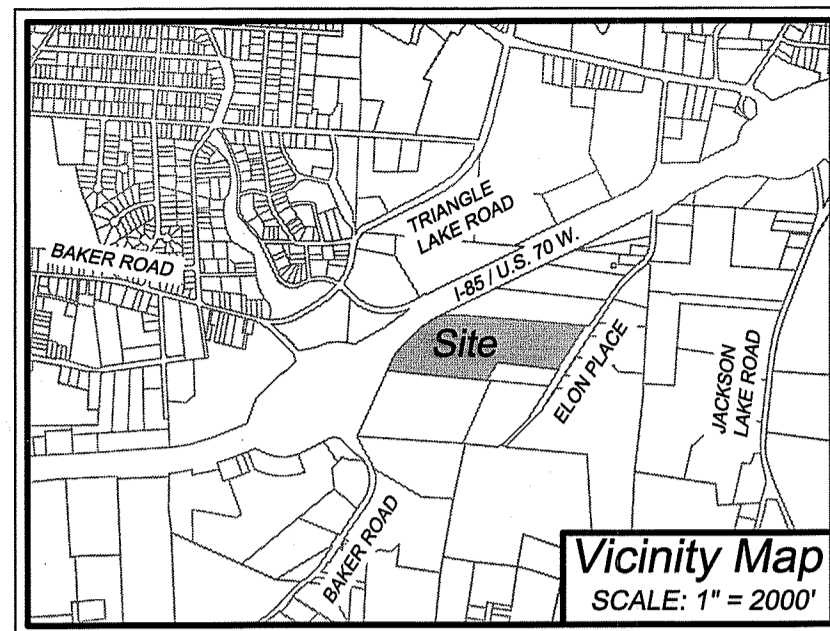 TRIANGLE
LAKE ROAD
BAKER ROAD
I-85 / U.S. 70 W.
Site
ELON PLACE
JACKSON
LAKE ROAD
BAKER ROAD
Vicinity Map
SCALE: 1" = 2000'